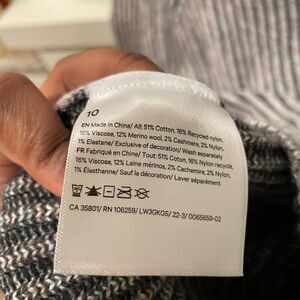 10
EN Made in China/ All: 51% Cotton, 16% Recycled nylon,
16% Viscose, 12% Merino wool, 2% Cashmere, 2% Nylon,
1% Elastane/ Exclusive of decoration/ Wash separately
FR Fabriqué en Chine/ Tout: 51% Coton, 16% Nylon recyclé,
16% Viscose, 12% Laine mérinos, 2% Cachemire, 2% Nylon,
1% Élasthanne/ Sauf la décoration/ Laver séparément
CA 35801/ RN 106259/ LW3GKGS/ 22-3/ 0065659-02